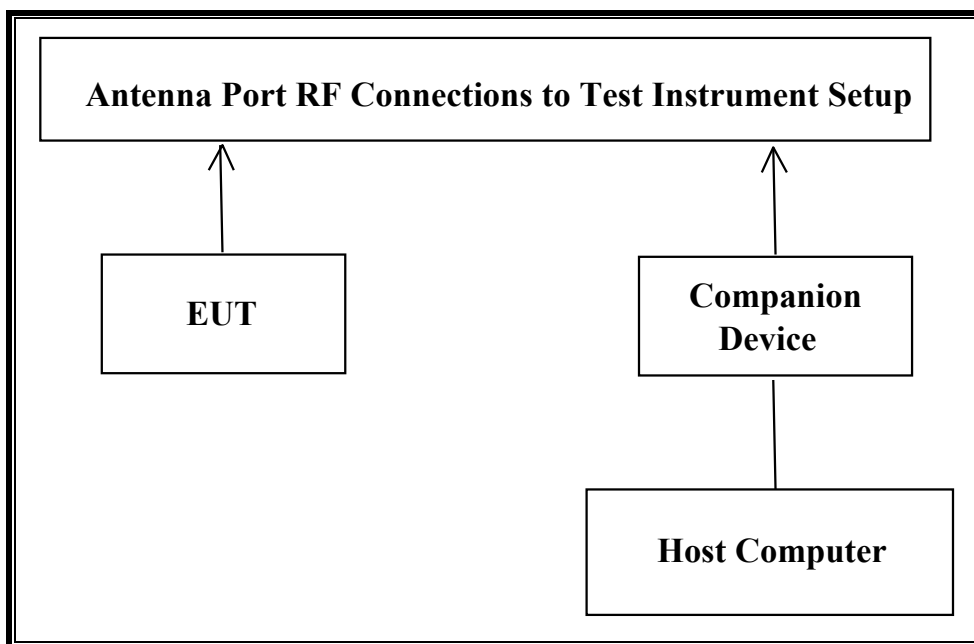 Antenna Port RF Connections to Test Instrument Setup
EUT
Companion
Device
Host Computer